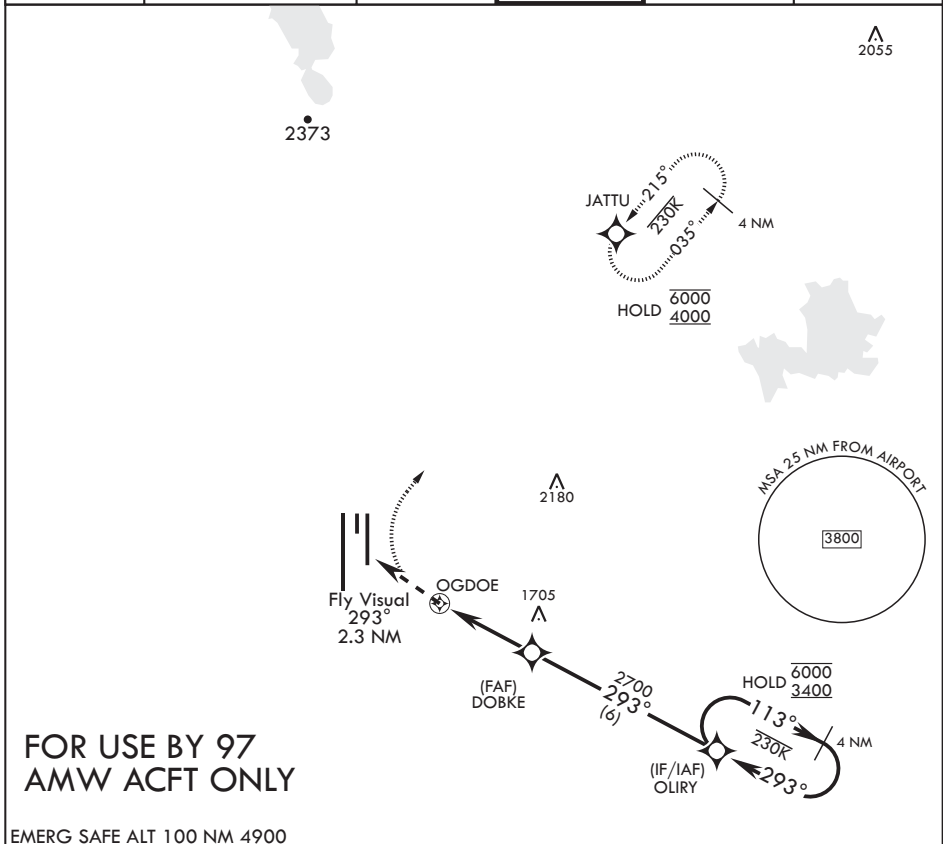 2055
2373
JATTU
215°
230K
035°
4 NM
HOLD 6000
4000
MSA 25 NM FROM AIRPORT
3800
2180
OGDOE
1705
Fly Visual
293°
2.3 NM
(FAF)
DOBKE
2700
293°
(6)
HOLD 6000
3400
113°
230K
4 NM
293°
(IF/IAF)
OLIRY
FOR USE BY 97
AMW ACFT ONLY
EMERG SAFE ALT 100 NM 4900